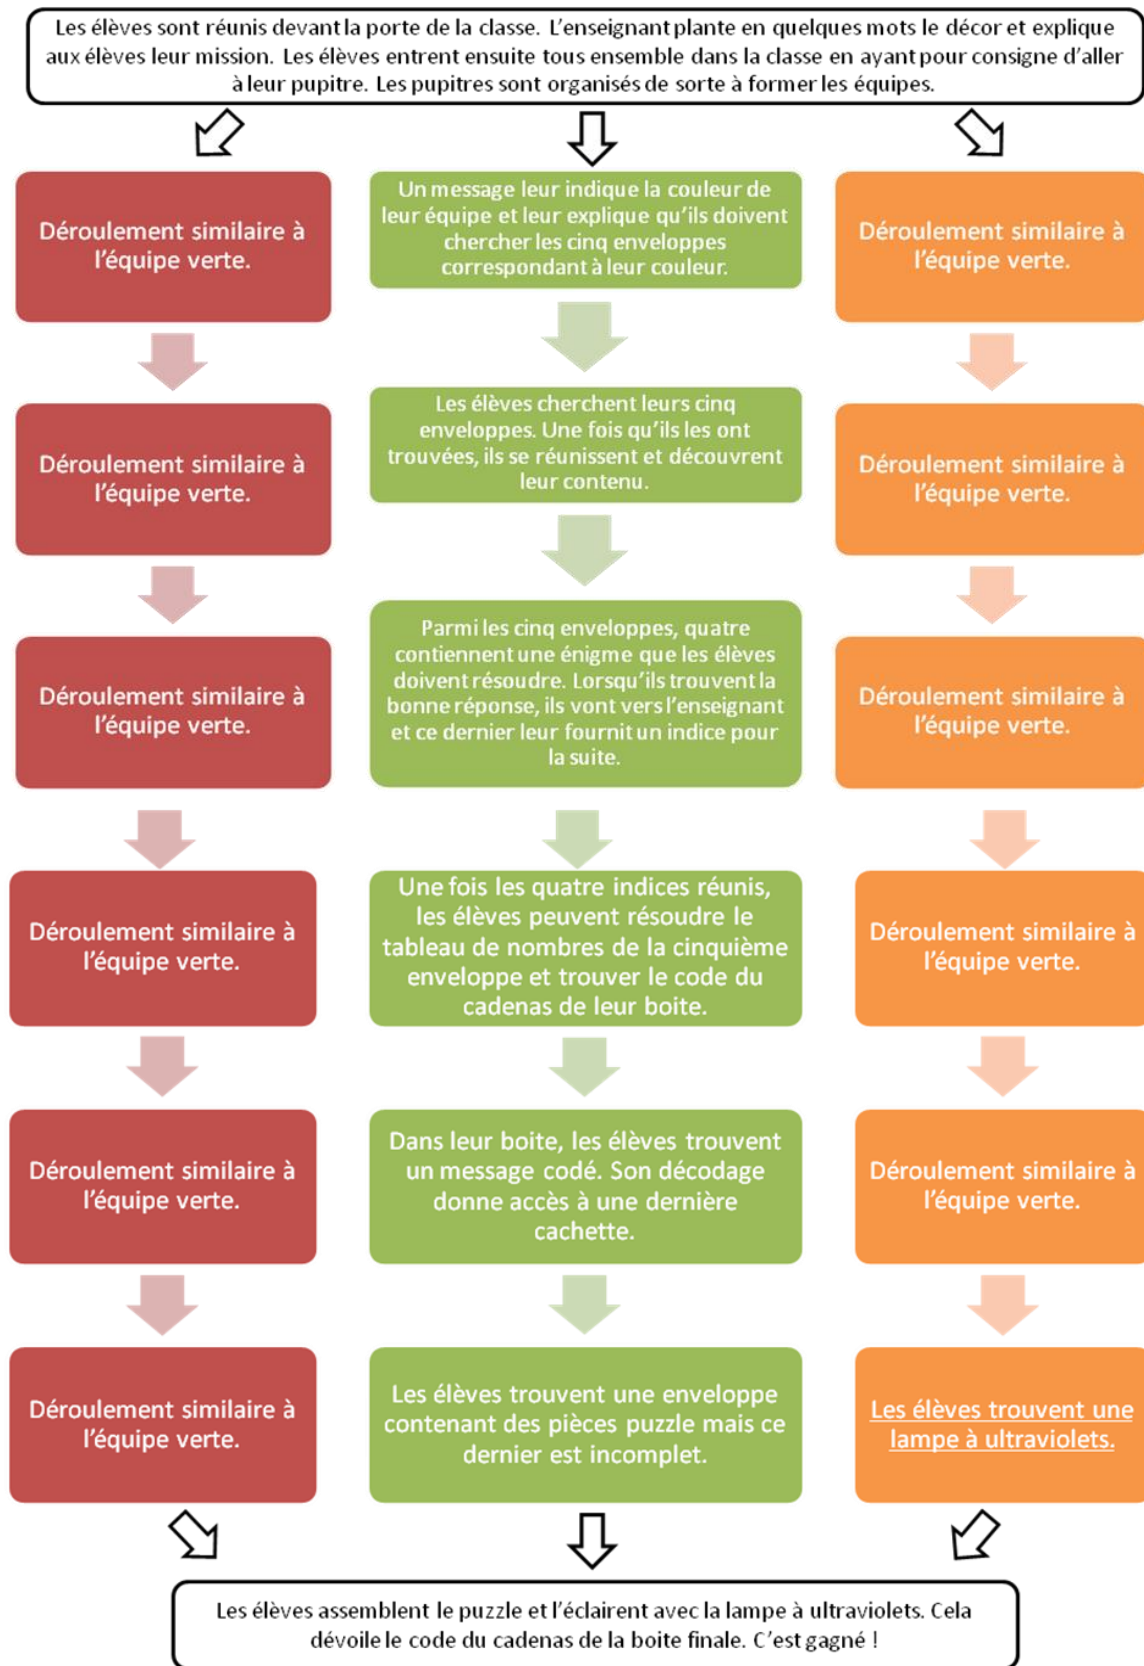 Les élèves sont réunis devant la porte de la classe. L'enseignant plante en quelques mots le décor et explique
aux élèves leur mission. Les élèves entrent ensuite tous ensemble dans la classe en ayant pour consigne d'aller
à leur pupitre. Les pupitres sont organisés de sorte à former les équipes.
Déroulement similaire à
l'équipe verte.
Un message leur indique la couleur de
leur équipe et leur explique qu'ils doivent
chercher les cinq enveloppes
correspondant à leur couleur.
Déroulement similaire à
l'équipe verte.
Déroulement similaire à
l'équipe verte.
Les élèves cherchent leurs cinq
enveloppes. Une fois qu'ils les ont
trouvées, ils se réunissent et découvrent
leur contenu.
Déroulement similaire à
l'équipe verte.
Déroulement similaire à
l'équipe verte.
Parmi les cinq enveloppes, quatre
contiennent une énigme que les élèves
doivent résoudre. Lorsqu'ils trouvent la
bonne réponse, ils vont vers l'enseignant
et ce dernier leur fournit un indice pour
la suite.
Déroulement similaire à
l'équipe verte.
Déroulement similaire à
l'équipe verte.
Une fois les quatre indices réunis,
les élèves peuvent résoudre le
tableau de nombres de la cinquième
enveloppe et trouver le code du
cadenas de leur boite.
Déroulement similaire à
l'équipe verte.
Déroulement similaire à
l'équipe verte.
Dans leur boite, les élèves trouvent
un message codé. Son décodage
donne accès à une dernière
cachette.
Déroulement similaire à
l'équipe verte.
Déroulement similaire à
l'équipe verte.
Les élèves trouvent une enveloppe
contenant des pièces puzzle mais ce
dernier est incomplet.
Les élèves trouvent une
lampe à ultraviolets.
Les élèves assemblent le puzzle et l'éclairent avec la lampe à ultraviolets. Cela
dévoile le code du cadenas de la boite finale. C'est gagné !